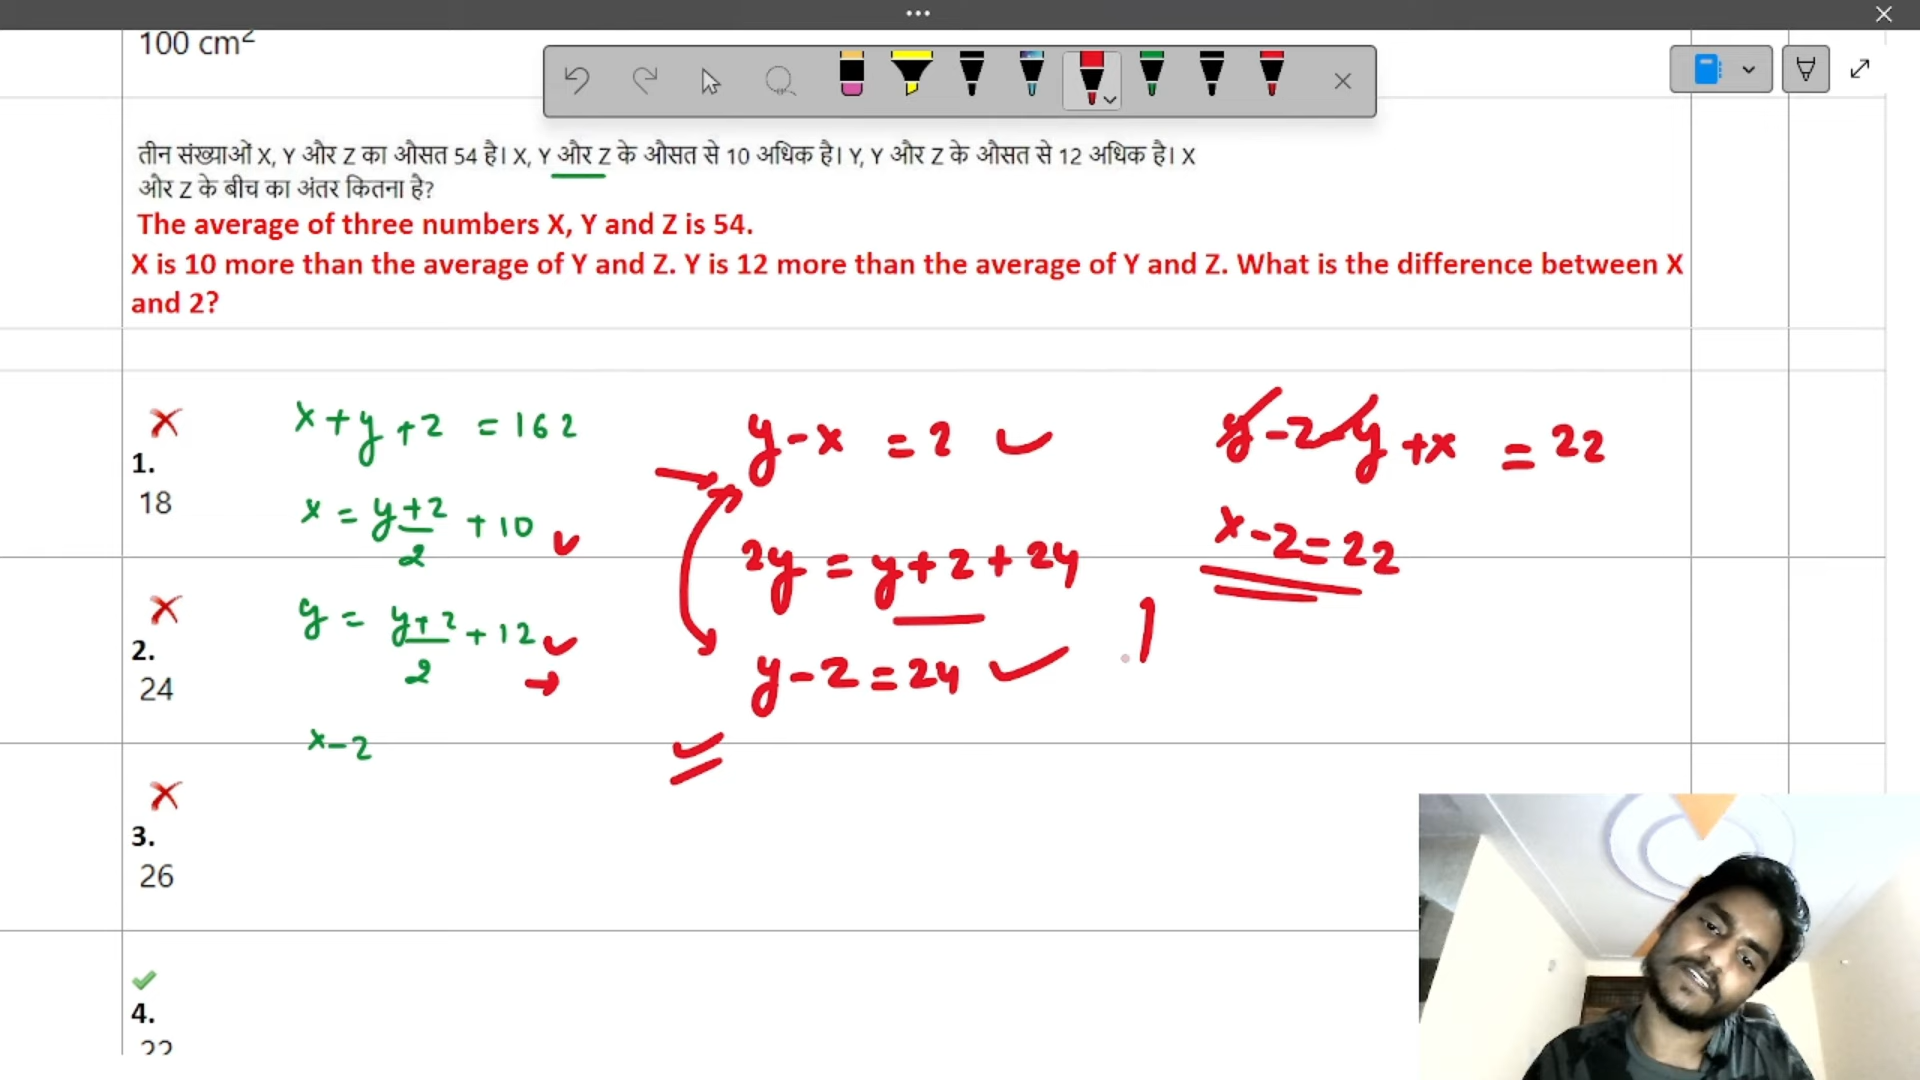 100 cm²
तीन संख्याओं X, Y और Z का औसत 54 है। X, Y और Z के औसत से 10 अधिक है। Y, Y और Z के औसत से 12 अधिक है। X
और Z के बीच का अंतर कितना है?
The average of three numbers X, Y and Z is 54.
X is 10 more than the average of Y and Z. Y is 12 more than the average of Y and Z. What is the difference between X
and 2?
1.
18
2.
24
3.
26
4.
22
x+y+z = 162
x = y+z/2 + 10
y = y+z/2 + 12
x-z
y-x = 2
2y = y+z+24
y-z = 24
y-z-y+x = 22
x-z = 22